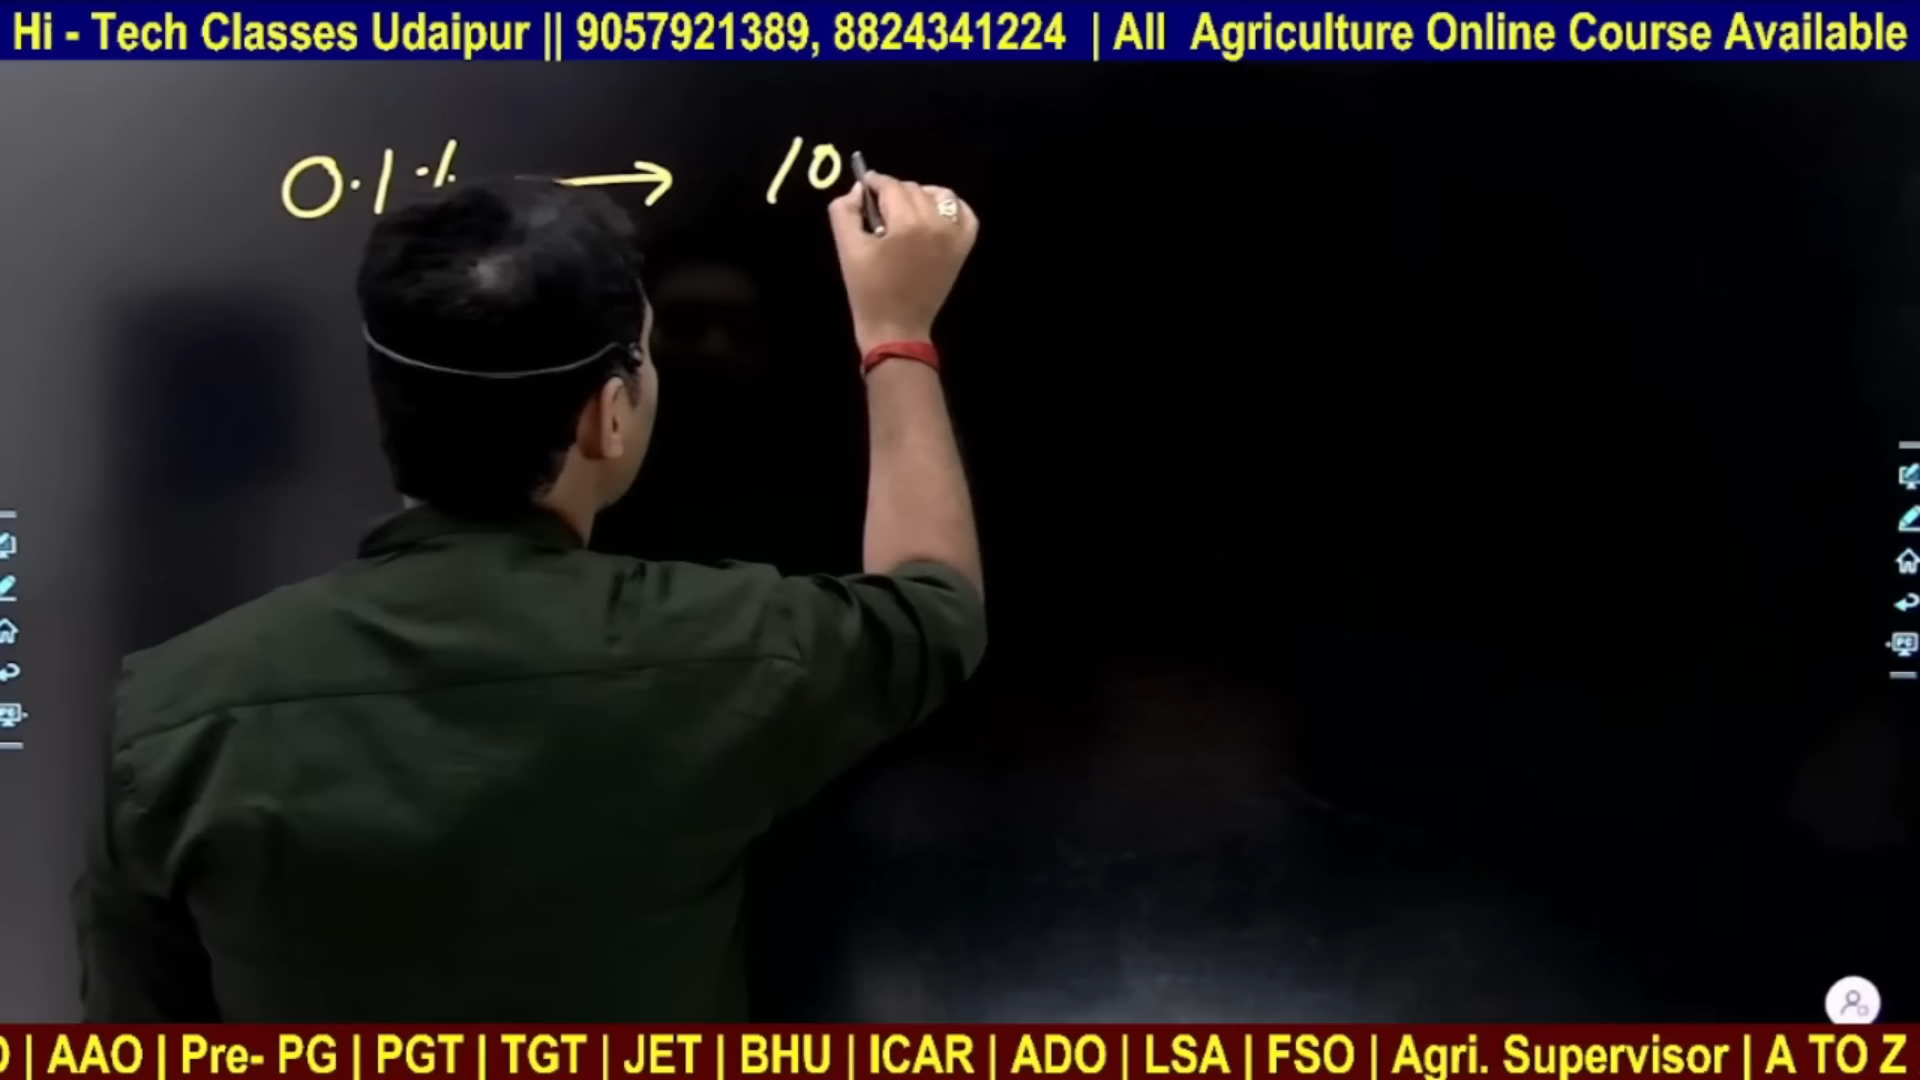 Hi - Tech Classes Udaipur || 9057921389, 8824341224 | All Agriculture Online Course Available
0.1 % → 10
| AAO | Pre- PG | PGT | TGT | JET | BHU | ICAR | ADO | LSA | FSO | Agri. Supervisor | A TO Z